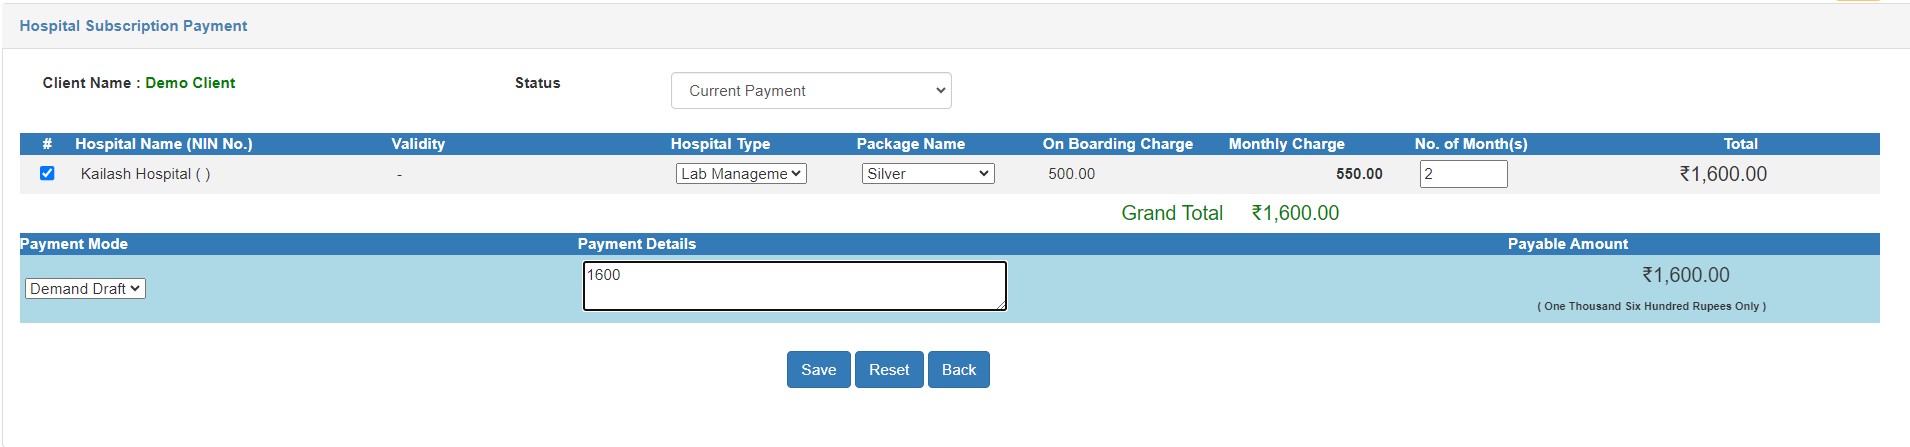 Hospital Subscription Payment
Client Name : Demo Client Status Current Payment
# Hospital Name (NIN No.) Validity Hospital Type Package Name On Boarding Charge Monthly Charge No. of Month(s) Total
Kailash Hospital ( ) - Lab Manageme Silver 500.00 550.00 2 ₹1,600.00
Grand Total ₹1,600.00
Payment Mode Payment Details Payable Amount
Demand Draft 1600 ₹1,600.00
( One Thousand Six Hundred Rupees Only )
Save Reset Back